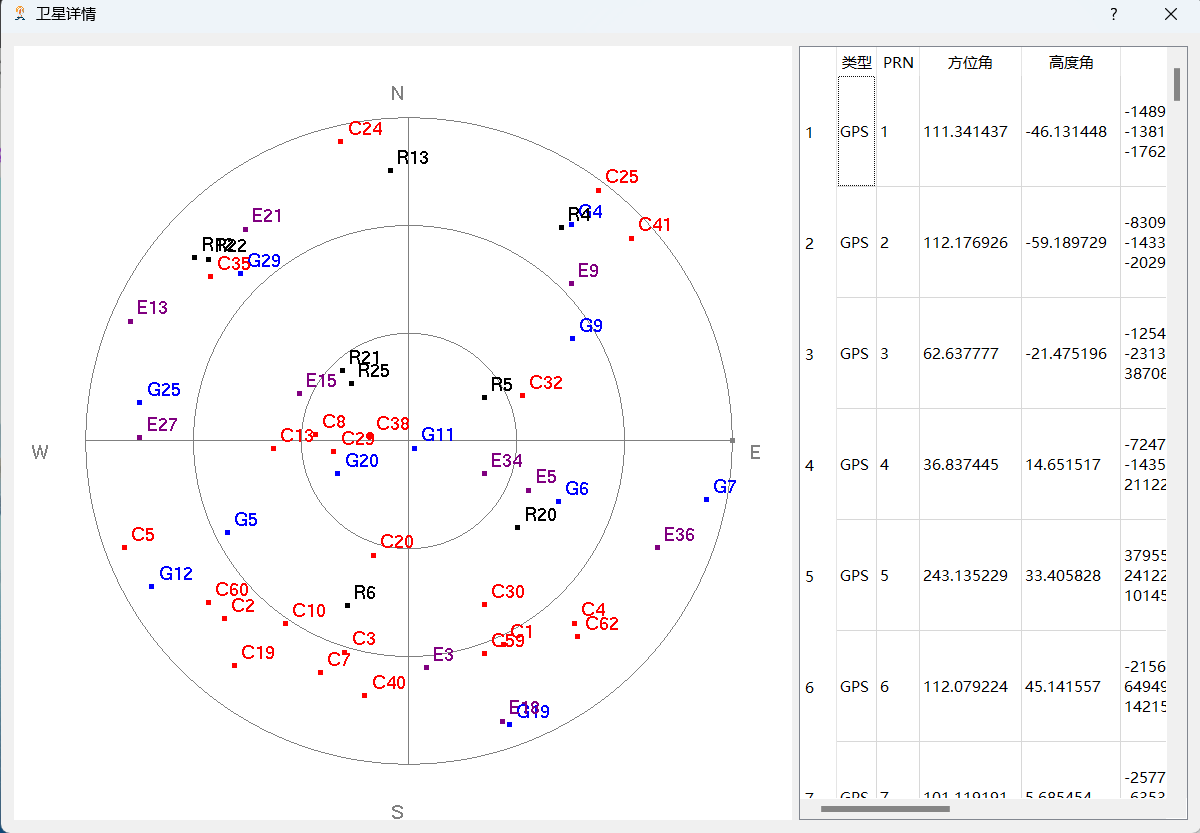 卫星详情
?
N
C24
R13
C25
G4
R4
C41
E21
R22
C35
G29
E9
E13
G9
R21
R25
E15
R5
C32
G25
E27
C8
C38
C13
C29
G11
W
E
G20
E34
E5
G6
G7
R20
G5
C5
C20
E36
G12
C60
C2
R6
C30
C10
C4
C62
C1
C3
C59
C19
C7
E3
C40
E18
G19
S
类型 PRN 方位角 高度角
1 GPS 1 111.341437 -46.131448
-1489
-1381
-1762
2 GPS 2 112.176926 -59.189729
-8309
-1433
-2029
3 GPS 3 62.637777 -21.475196
-1254
-2313
38708
4 GPS 4 36.837445 14.651517
-7247
-1435
21122
5 GPS 5 243.135229 33.405828
37955
24122
10145
6 GPS 6 112.079224 45.141557
-2156
64949
14215
7 GPS 7 101.119191 5.685454
-2577
-6353